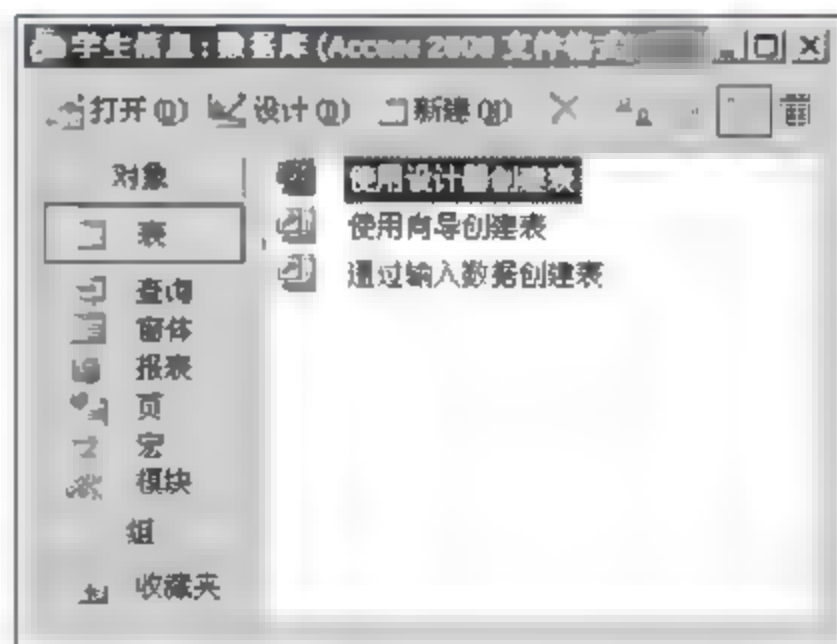 学生信息:数据库 (Access 2000 文件格式
打开(O) 设计(D) 新建(N)
对象
表
查询
窗体
报表
页
宏
模块
组
收藏夹
使用设计器创建表
使用向导创建表
通过输入数据创建表